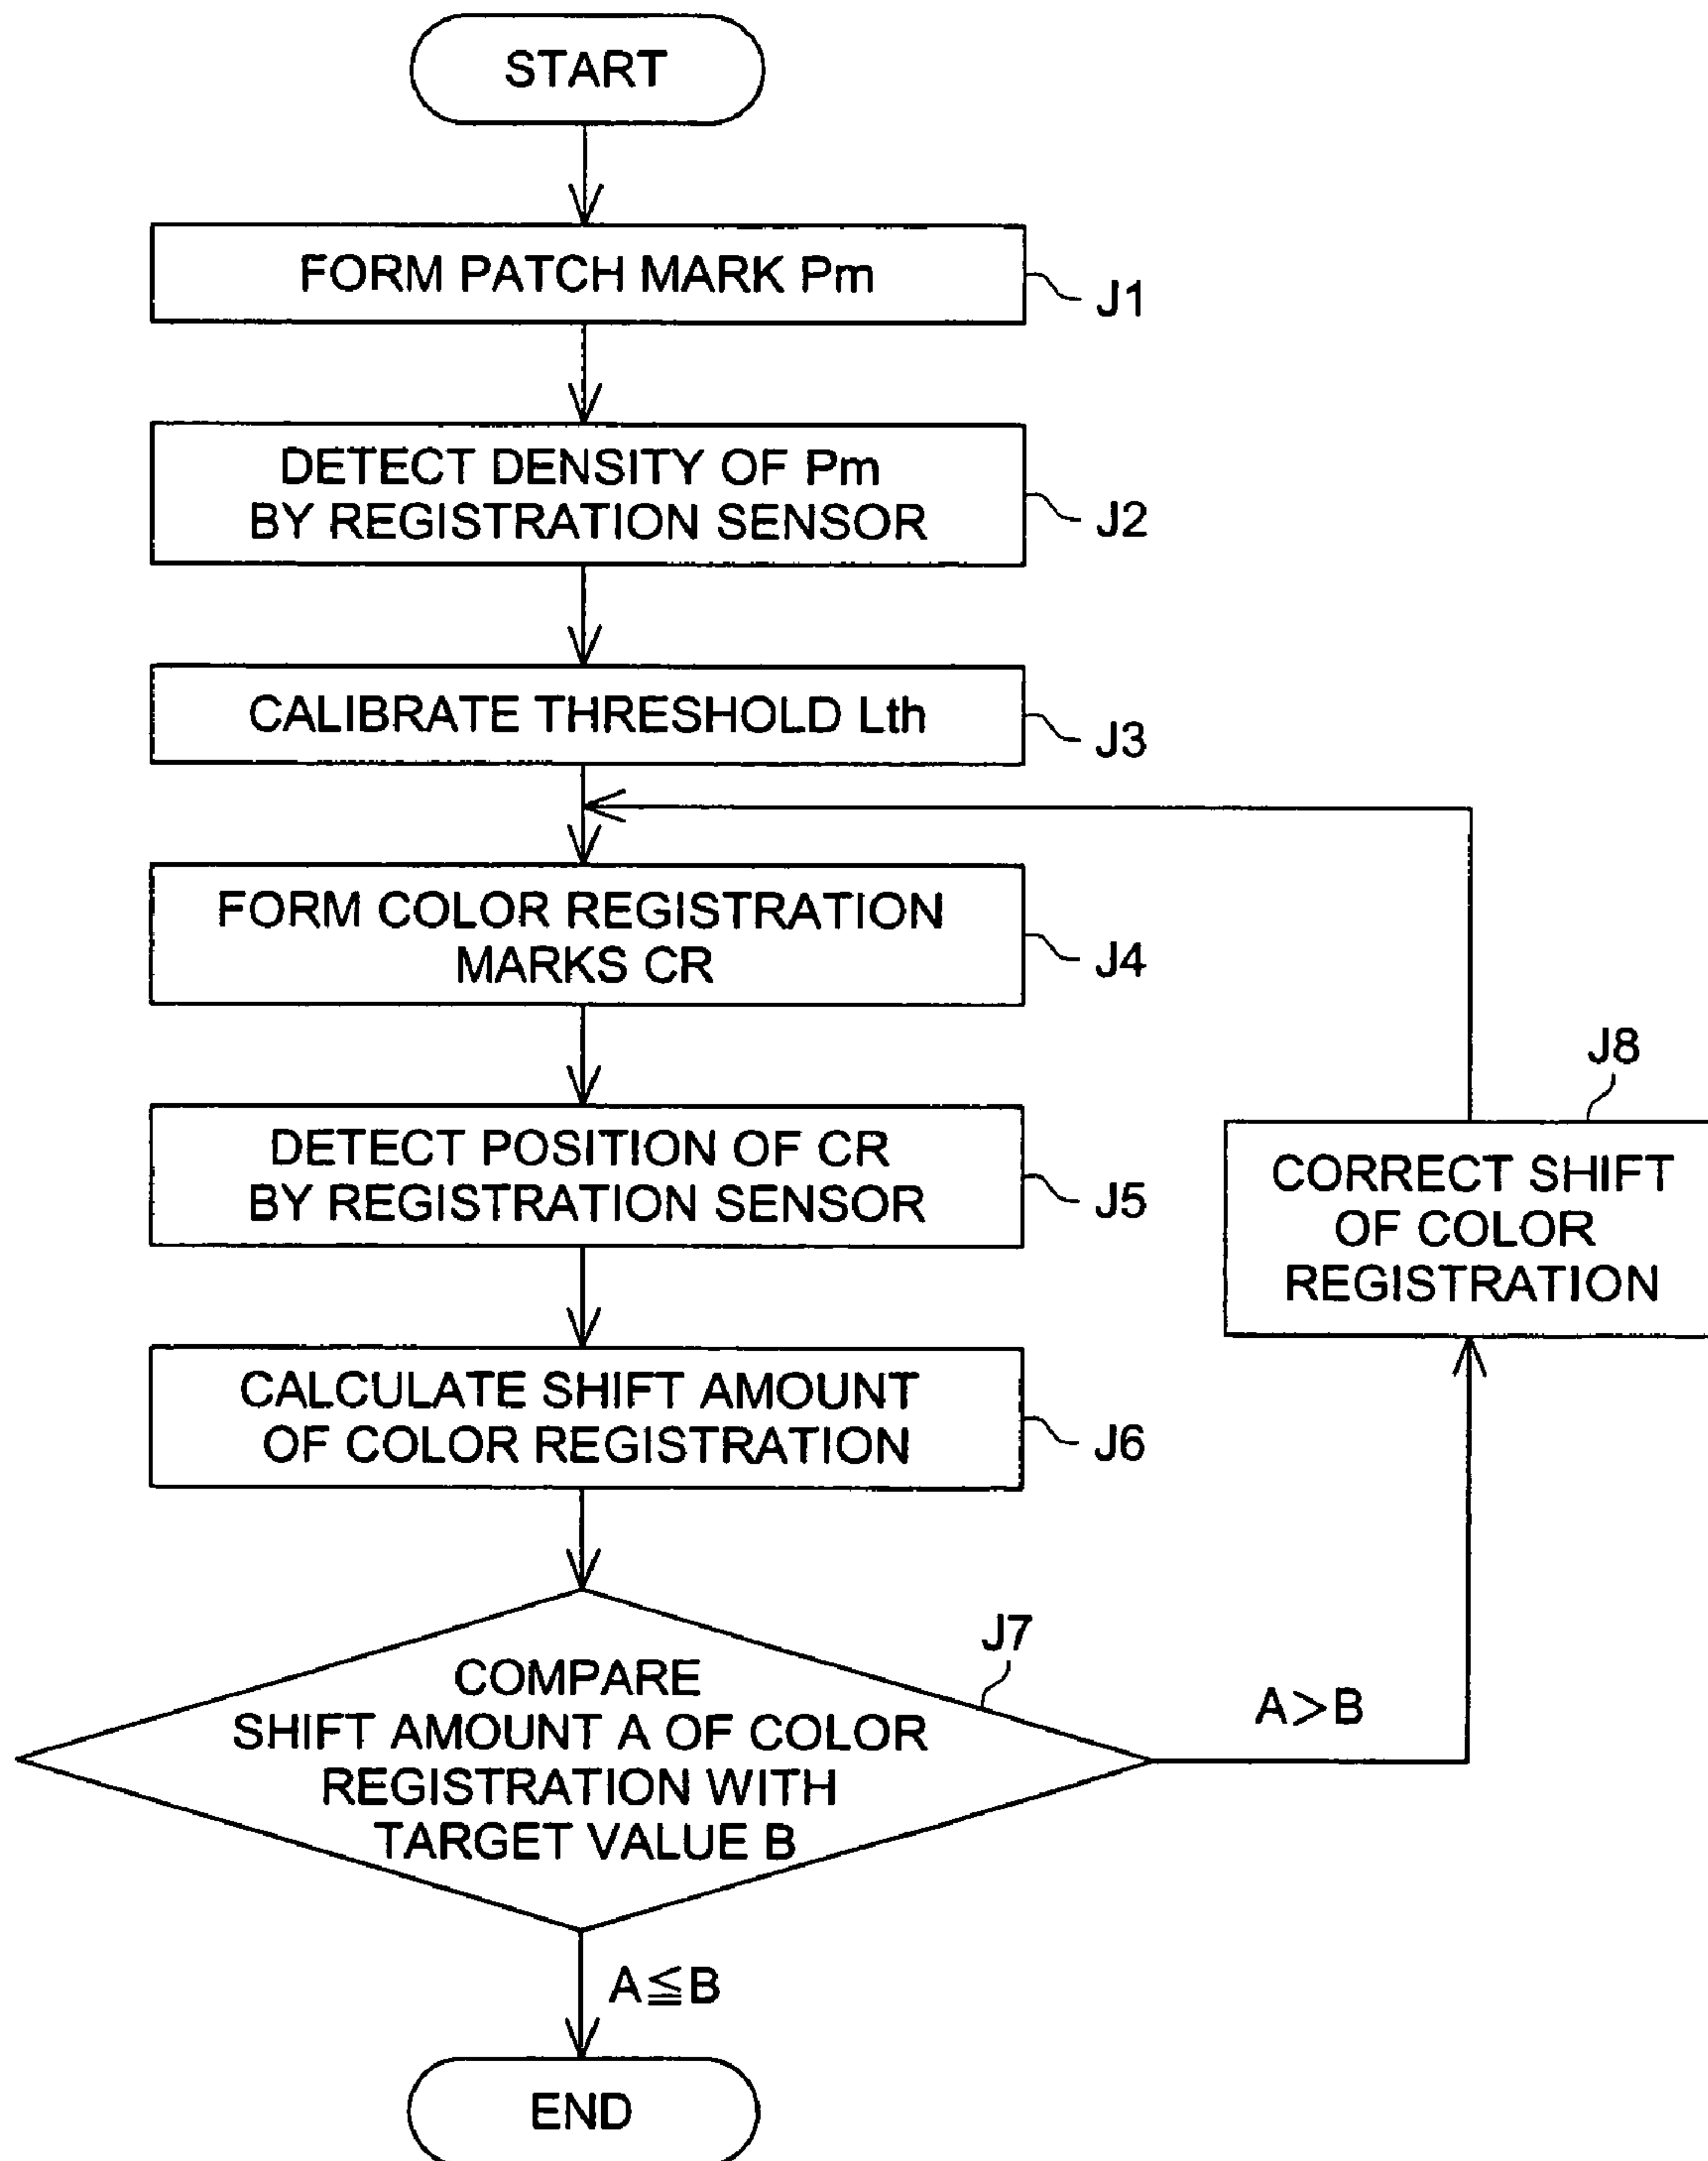 START
FORM PATCH MARK Pm
J1
DETECT DENSITY OF Pm
BY REGISTRATION SENSOR
J2
CALIBRATE THRESHOLD Lth
J3
FORM COLOR REGISTRATION
MARKS CR
J4
DETECT POSITION OF CR
BY REGISTRATION SENSOR
J5
J8
CORRECT SHIFT
OF COLOR
REGISTRATION
CALCULATE SHIFT AMOUNT
OF COLOR REGISTRATION
J6
J7
COMPARE
SHIFT AMOUNT A OF COLOR
REGISTRATION WITH
TARGET VALUE B
A>B
A≦B
END